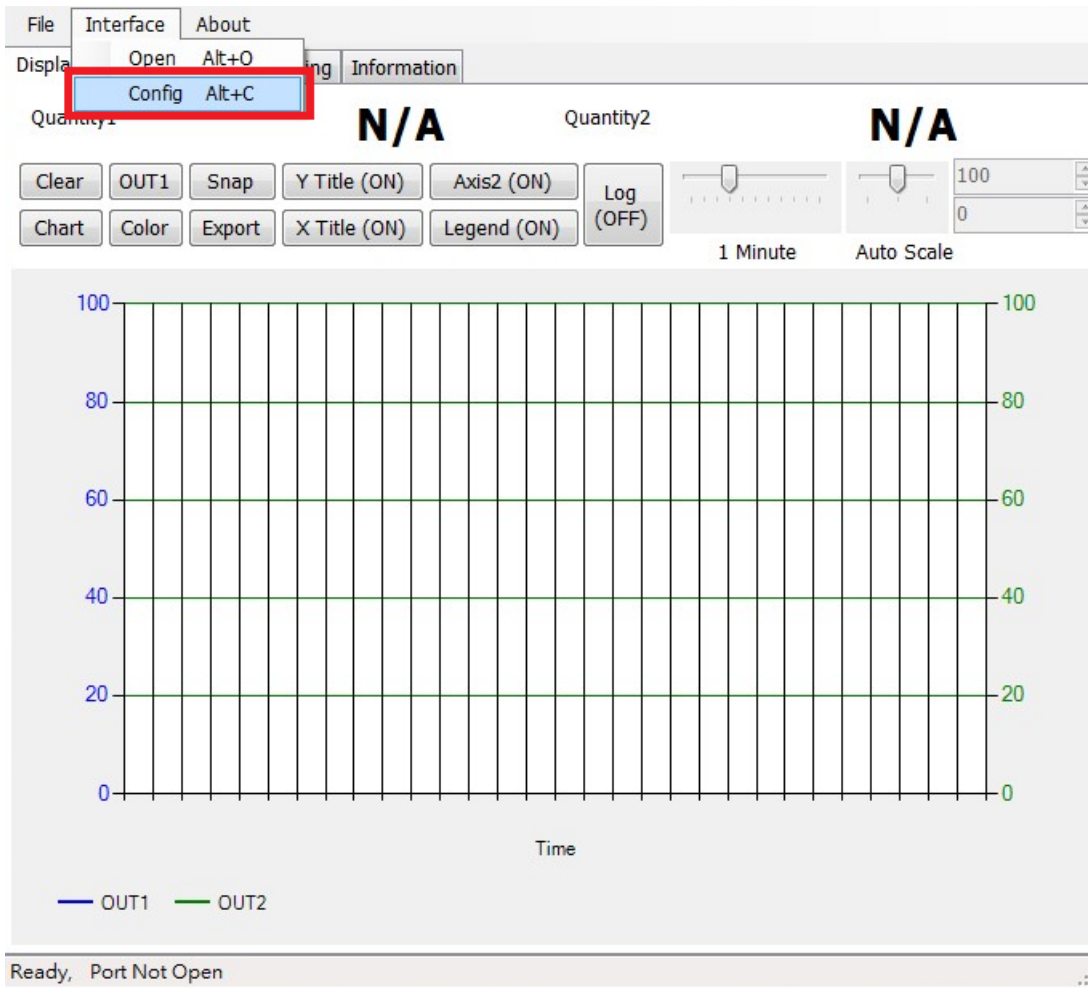 File Interface About
Open Alt+O
Config Alt+C
Displa ing Information
Quantity1 N/A Quantity2 N/A
Clear OUT1 Snap Y Title (ON) Axis2 (ON) Log (OFF) 100
Chart Color Export X Title (ON) Legend (ON) 0
1 Minute Auto Scale
100 100
80 80
60 60
40 40
20 20
0 0
Time
OUT1 OUT2
Ready, Port Not Open